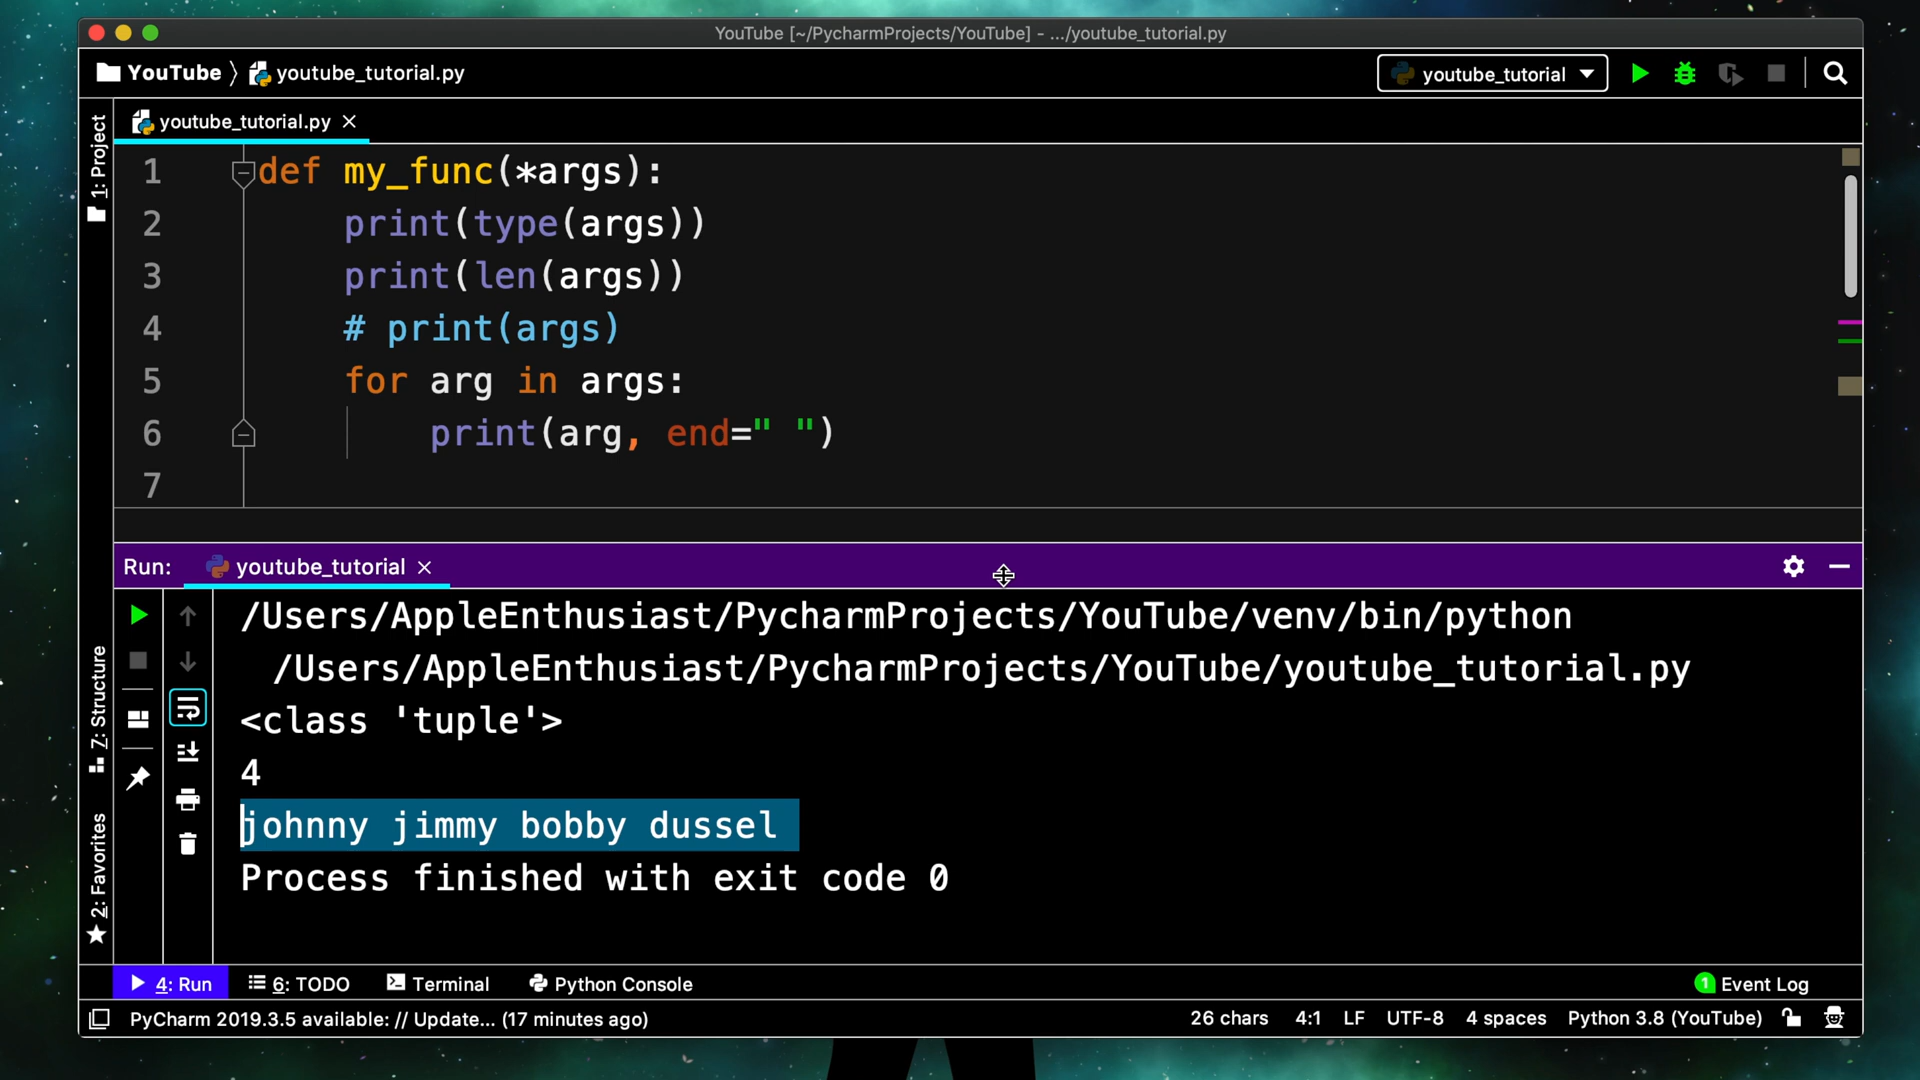 YouTube [~/PycharmProjects/YouTube] - .../youtube_tutorial.py
YouTube 〉 youtube_tutorial.py
youtube_tutorial
youtube_tutorial.py ×
1: Project
1 def my_func(*args):
2     print(type(args))
3     print(len(args))
4     # print(args)
5     for arg in args:
6         print(arg, end=" ")
7
Run: youtube_tutorial ×
/Users/AppleEnthusiast/PycharmProjects/YouTube/venv/bin/python
/Users/AppleEnthusiast/PycharmProjects/YouTube/youtube_tutorial.py
<class 'tuple'>
4
johnny jimmy bobby dussel
Process finished with exit code 0
7: Structure
2: Favorites
4: Run 6: TODO Terminal Python Console 1 Event Log
PyCharm 2019.3.5 available: // Update... (17 minutes ago) 26 chars 4:1 LF UTF-8 4 spaces Python 3.8 (YouTube)